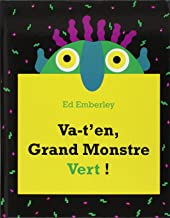 Ed Emberley
Va-t'en,
Grand Monstre
Vert !